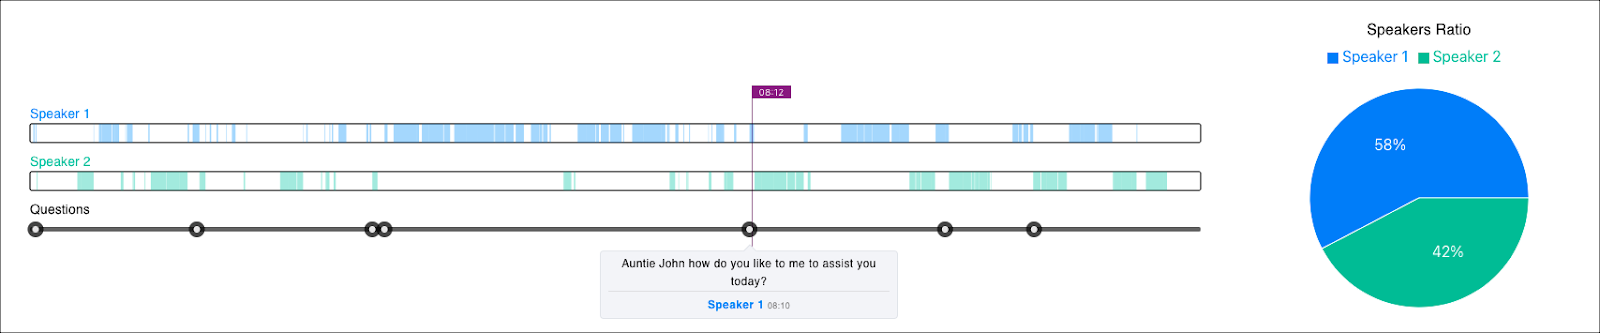 Speakers Ratio
Speaker 1 Speaker 2
08:12
Speaker 1
58%
Speaker 2
Questions
42%
Auntie John how do you like to me to assist you
today?
Speaker 1 08:10